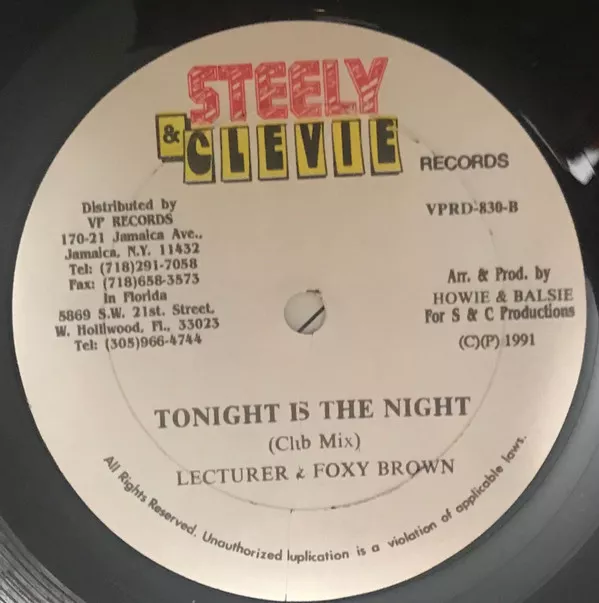 STEELY
& CLEVIE
RECORDS
Distributed by
VP RECORDS
170-21 Jamaica Ave.,
Jamaica, N.Y. 11432
Tel: (718)291-7058
Fax: (718)658-3573
In Florida
5869 S.W. 21st. Street,
W. Holllwood, Fl., 33023
Tel: (305)966-4744
VPRD-830-B
Arr. & Prod. by
HOWIE & BALSIE
For S & C Productions
(C)(P) 1991
TONIGHT IS THE NIGHT
(Club Mix)
LECTURER & FOXY BROWN
All Rights Reserved. Unauthorized luplication is a violation of applicable laws.